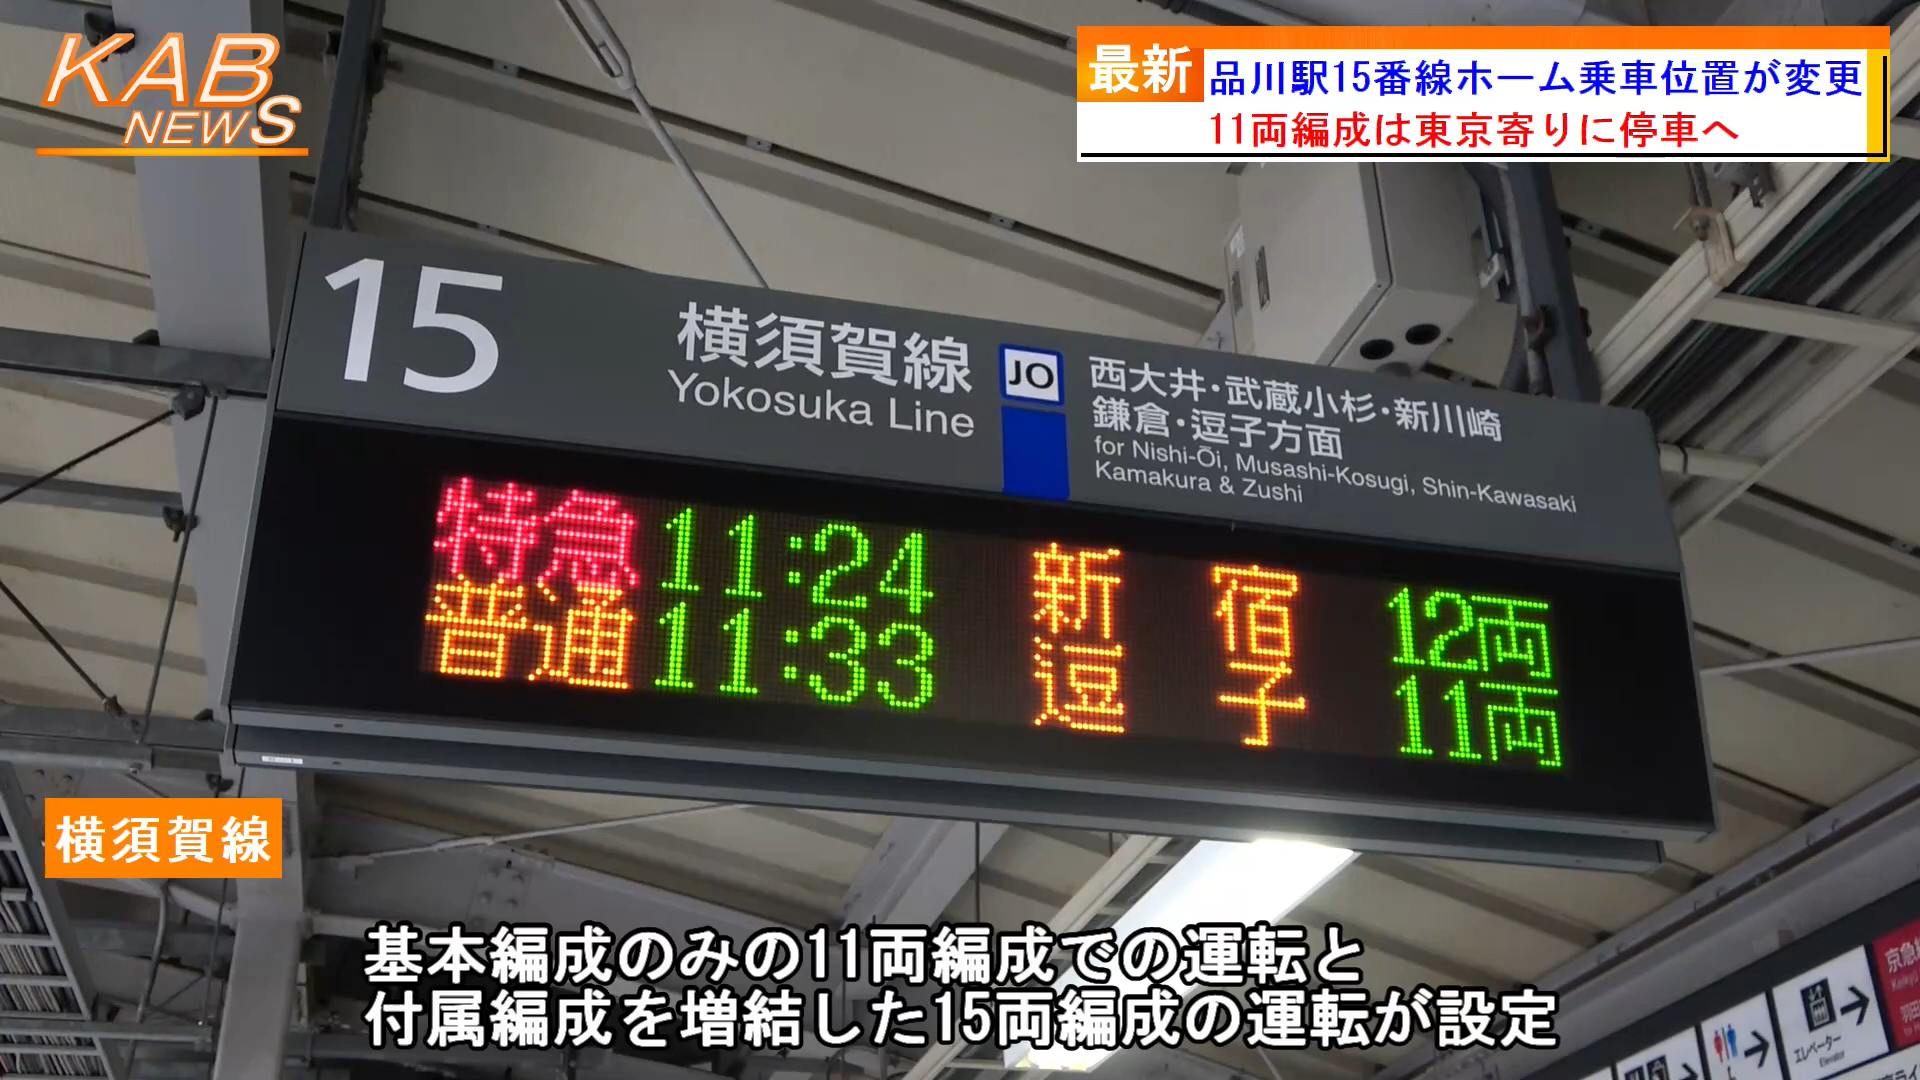 KAB
NEWS
最新
品川駅15番線ホーム乗車位置が変更
11両編成は東京寄りに停車へ
15
横須賀線
Yokosuka Line
JO
西大井・武蔵小杉・新川崎
鎌倉・逗子方面
for Nishi-Ōi, Musashi-Kosugi, Shin-Kawasaki
Kamakura & Zushi
特急 11:24 新宿 12両
普通 11:33 逗子 11両
横須賀線
基本編成のみの11両編成での運転と
付属編成を増結した15両編成の運転が設定
エレベーター
Elevator
京急